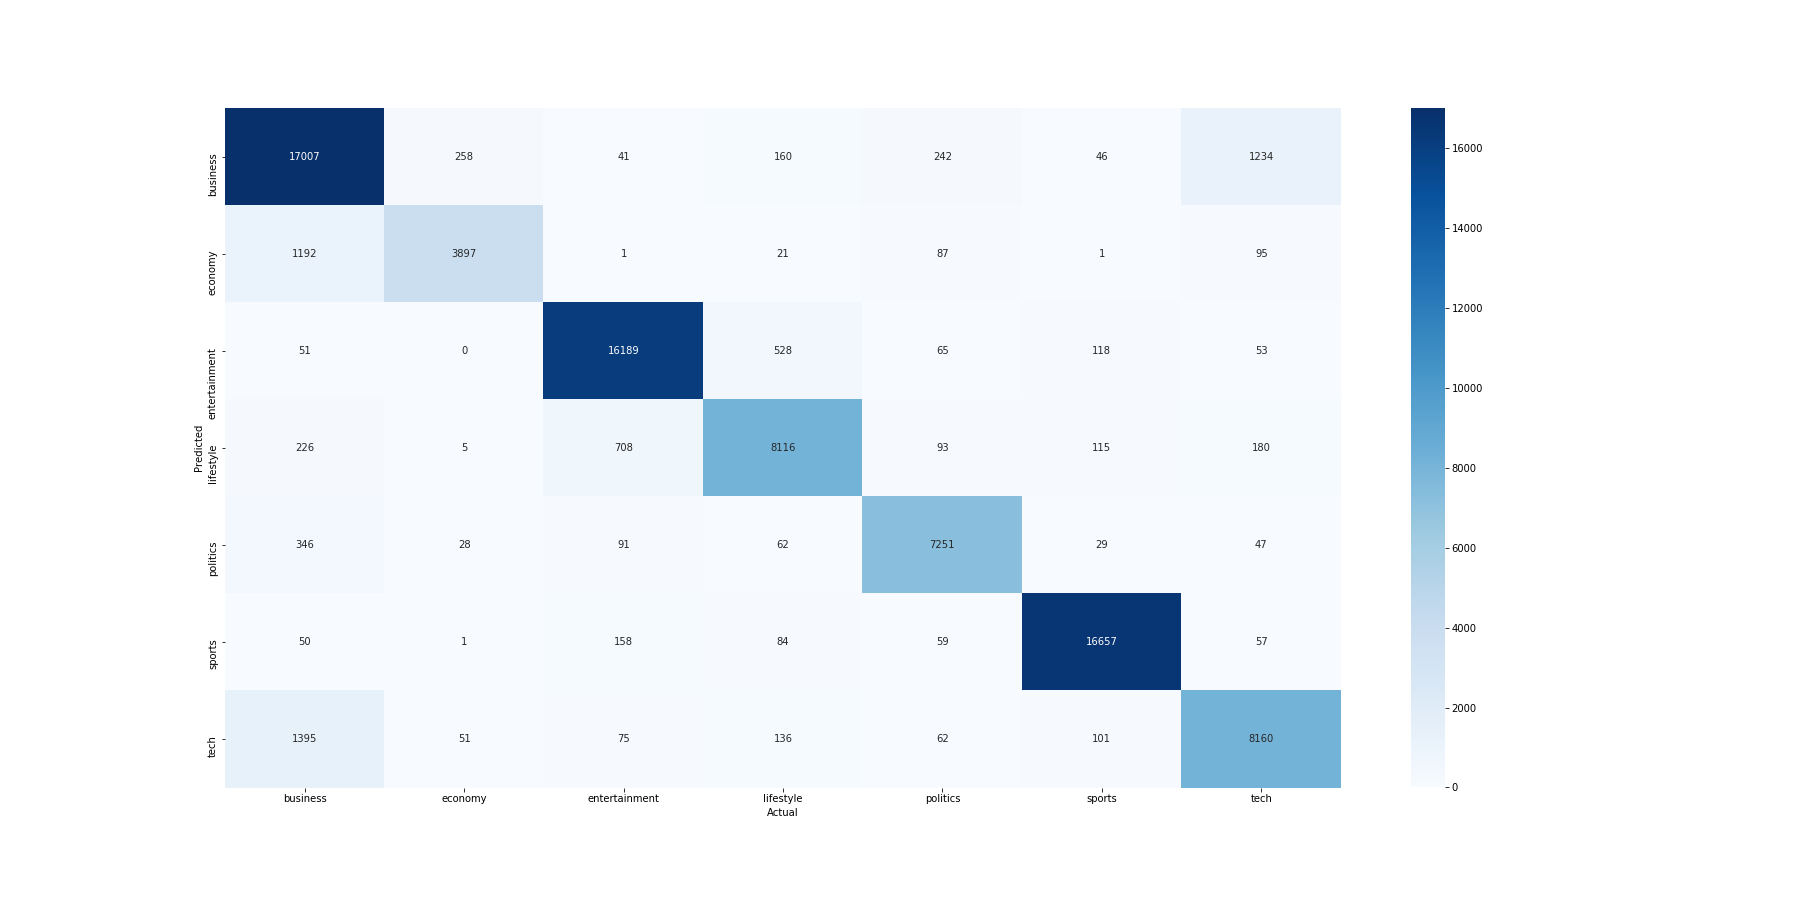 business 17007 258 41 160 242 46 1234
economy 1192 3897 1 21 87 1 95
entertainment 51 0 16189 528 65 118 53
Predicted
lifestyle 226 5 708 8116 93 115 180
politics 346 28 91 62 7251 29 47
sports 50 1 158 84 59 16657 57
tech 1395 51 75 136 62 101 8160
business economy entertainment lifestyle politics sports tech
Actual
16000
14000
12000
10000
8000
6000
4000
2000
0